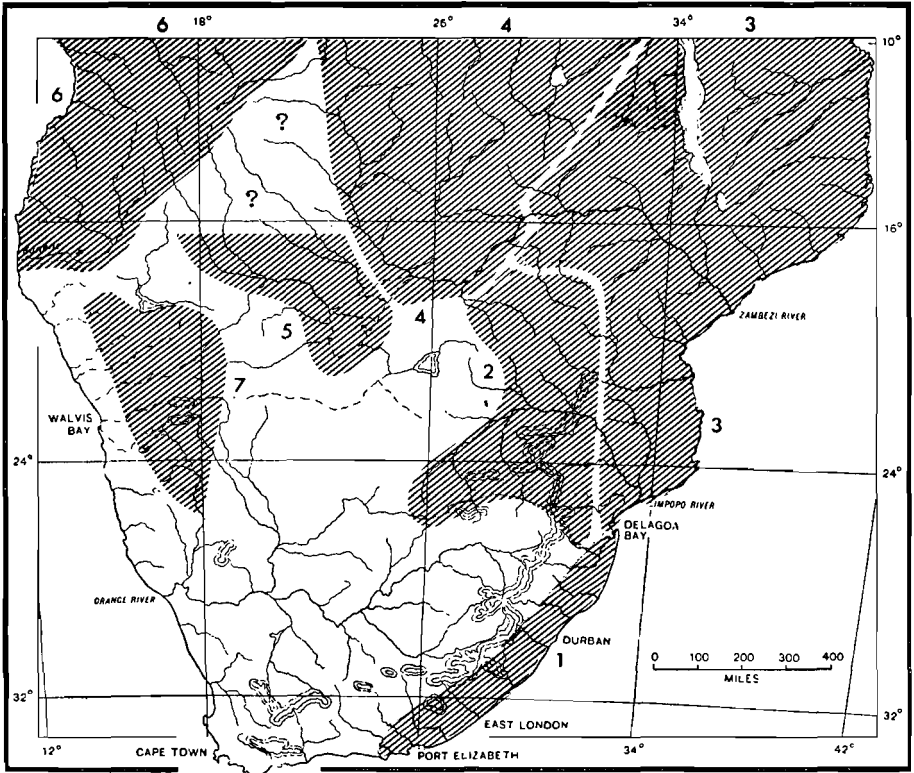 6 18° 26° 4 34° 3
10°
6
?
?
16°
ZAMBEZI RIVER
5
4
2
7
WALVIS
BAY
3
24° 24°
LIMPOPO RIVER
DELAGOA
BAY
ORANGE RIVER
DURBAN
1
0 100 200 300 400
MILES
32° 32°
EAST LONDON
12° CAPE TOWN PORT ELIZABETH 34° 42°